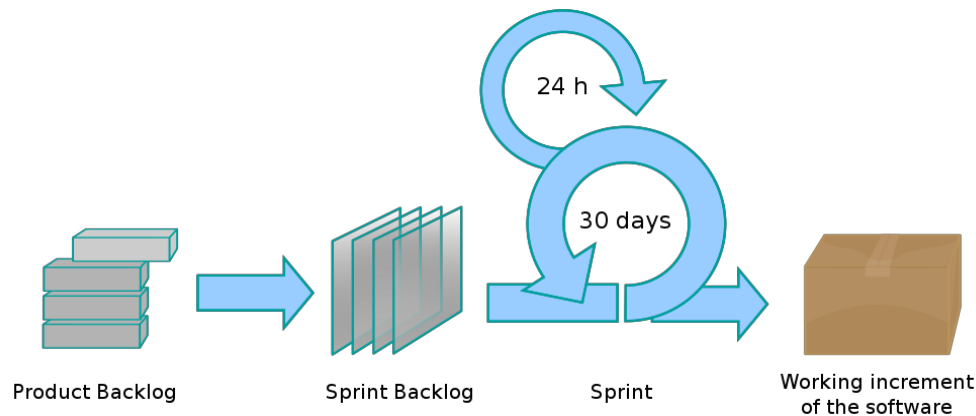 24 h
30 days
Product Backlog
Sprint Backlog
Sprint
Working increment
of the software